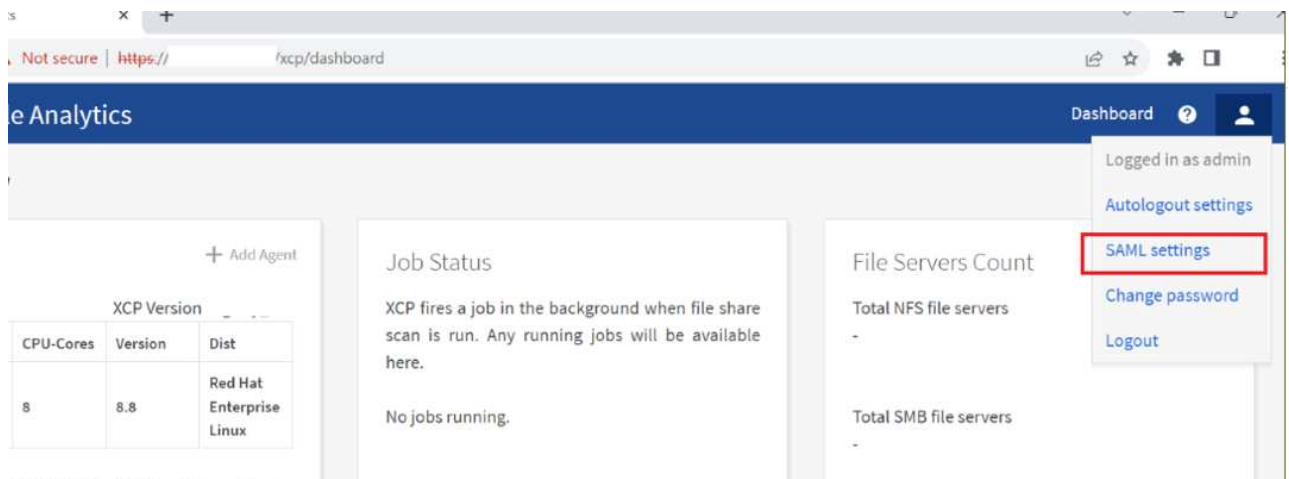 Not secure | https:// /xcp/dashboard
e Analytics
Dashboard
Logged in as admin
Autologout settings
SAML settings
Change password
Logout
+ Add Agent
XCP Version
CPU-Cores Version Dist
8 8.8 Red Hat
Enterprise
Linux
Job Status
XCP fires a job in the background when file share
scan is run. Any running jobs will be available
here.
No jobs running.
File Servers Count
Total NFS file servers
-
Total SMB file servers
-